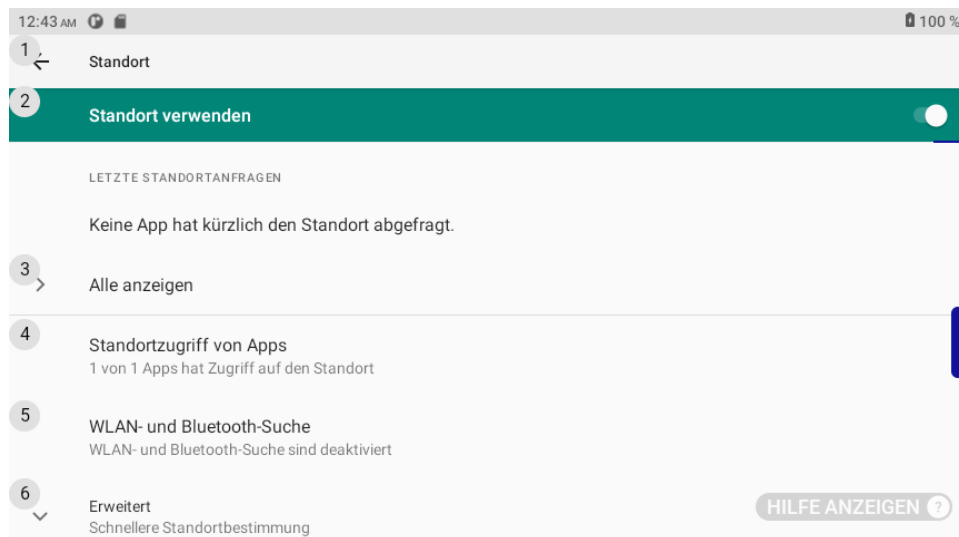 12:43 AM
100 %
1
Standort
2
Standort verwenden
LETZTE STANDORTANFRAGEN
Keine App hat kürzlich den Standort abgefragt.
3
Alle anzeigen
4
Standortzugriff von Apps
1 von 1 Apps hat Zugriff auf den Standort
5
WLAN- und Bluetooth-Suche
WLAN- und Bluetooth-Suche sind deaktiviert
6
Erweitert
Schnellere Standortbestimmung
HILFE ANZEIGEN ?